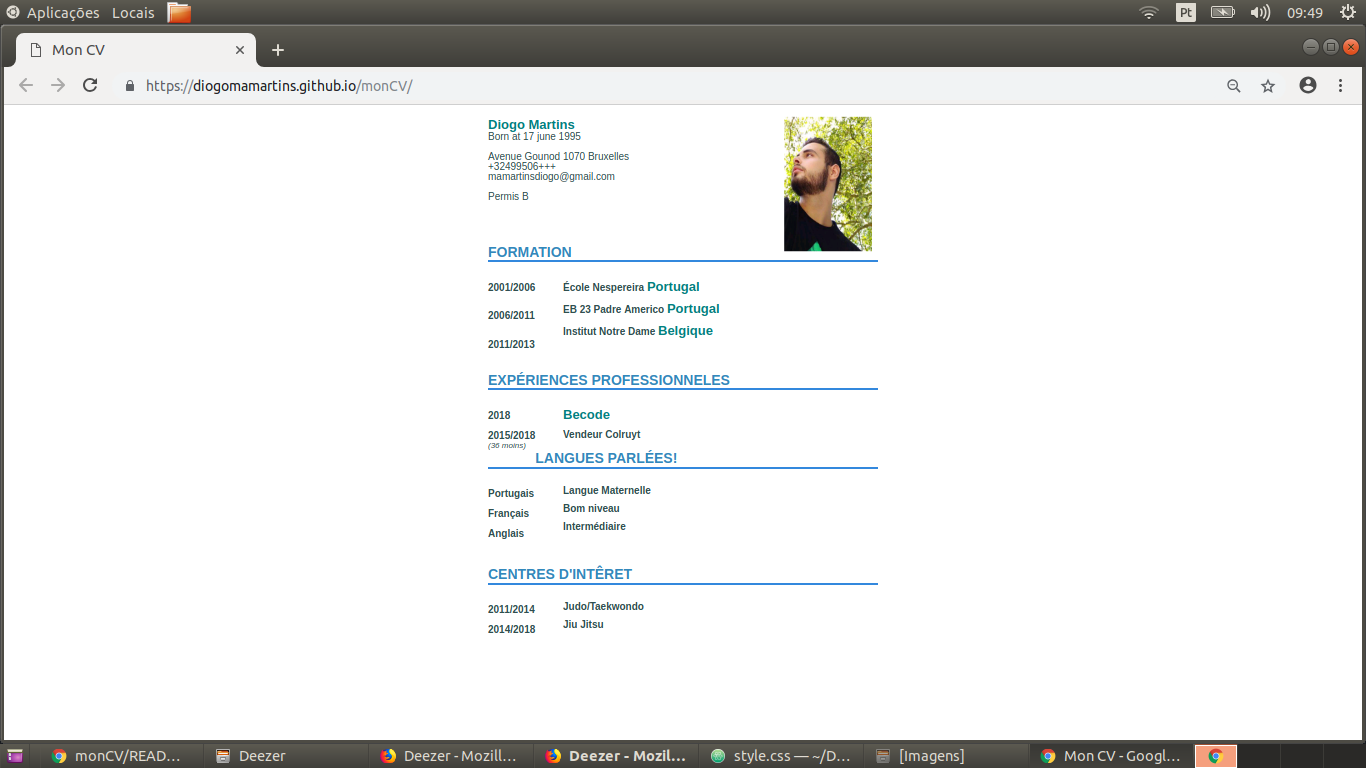 Aplicações Locais Pt 09:49
Mon CV
https://diogomamartins.github.io/monCV/
Diogo Martins
Born at 17 june 1995
Avenue Gounod 1070 Bruxelles
+32499506+++
mamartinsdiogo@gmail.com
Permis B
FORMATION
2001/2006 École Nespereira Portugal
2006/2011 EB 23 Padre Americo Portugal
2011/2013 Institut Notre Dame Belgique
EXPÉRIENCES PROFESSIONNELES
2018 Becode
2015/2018 Vendeur Colruyt
(36 moins)
LANGUES PARLÉES!
Portugais Langue Maternelle
Français Bom niveau
Anglais Intermédiaire
CENTRES D'INTÊRET
2011/2014 Judo/Taekwondo
2014/2018 Jiu Jitsu
monCV/READ... Deezer Deezer - Mozill... Deezer - Mozil... style.css — ~/D... [Imagens] Mon CV - Googl...